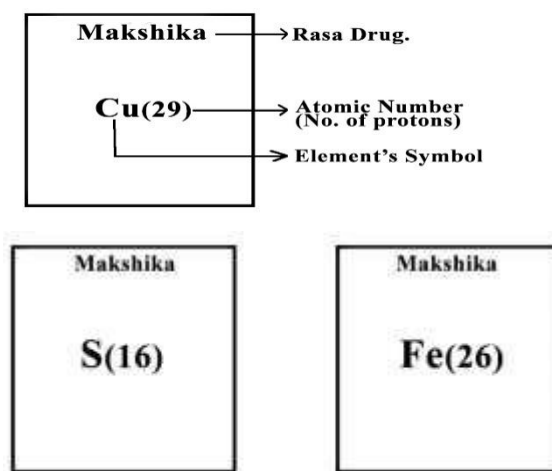 Makshika Rasa Drug.
Cu(29) Atomic Number
(No. of protons)
Element's Symbol
Makshika
S(16)
Makshika
Fe(26)